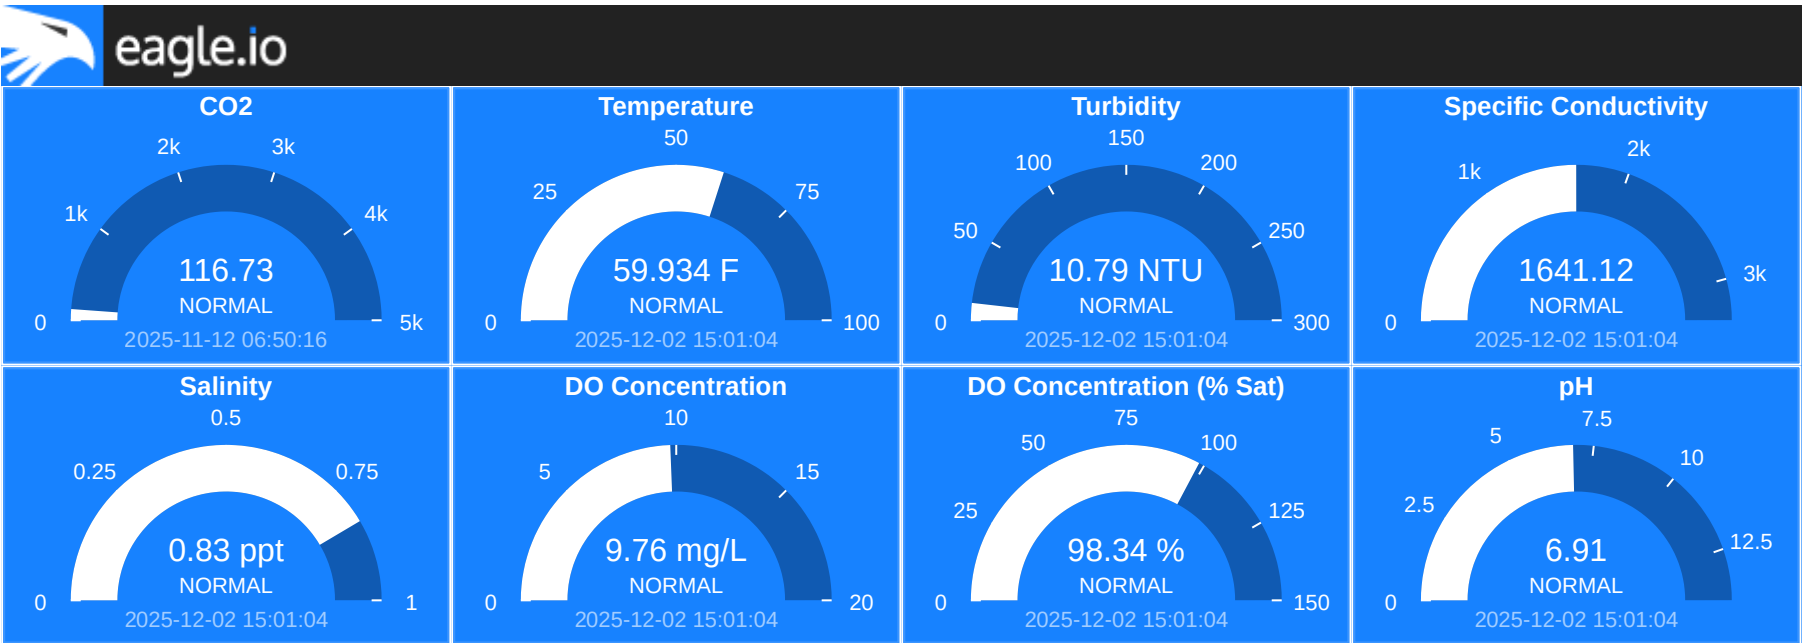 eagle.io
CO2
0
1k
2k
3k
4k
5k
116.73
NORMAL
2025-11-12 06:50:16
Temperature
0
25
50
75
100
59.934 F
NORMAL
2025-12-02 15:01:04
Turbidity
0
50
100
150
200
250
300
10.79 NTU
NORMAL
2025-12-02 15:01:04
Specific Conductivity
0
1k
2k
3k
1641.12
NORMAL
2025-12-02 15:01:04
Salinity
0
0.25
0.5
0.75
1
0.83 ppt
NORMAL
2025-12-02 15:01:04
DO Concentration
0
5
10
15
20
9.76 mg/L
NORMAL
2025-12-02 15:01:04
DO Concentration (% Sat)
0
25
50
75
100
125
150
98.34 %
NORMAL
2025-12-02 15:01:04
pH
0
2.5
5
7.5
10
12.5
6.91
NORMAL
2025-12-02 15:01:04